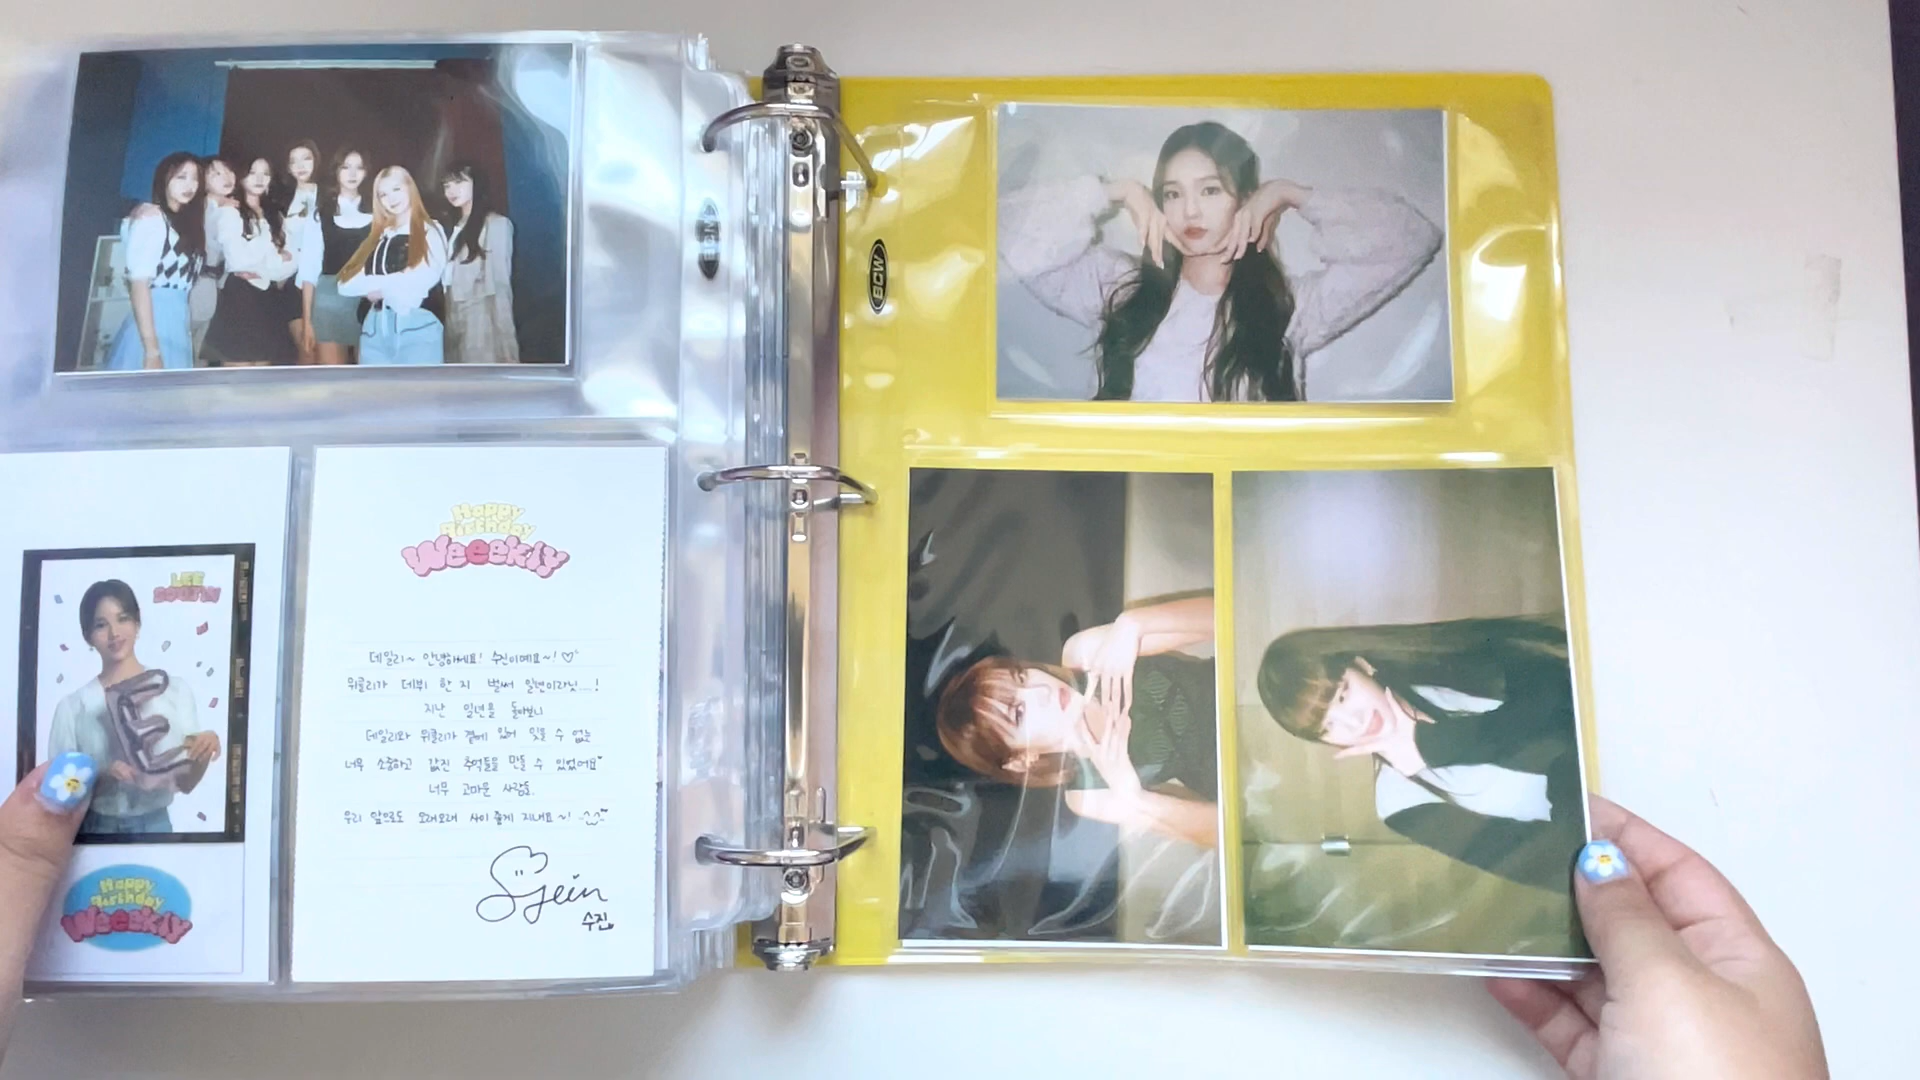 LEE
SOOJIN
Happy
Birthday
Weeekly
Happy
Birthday
Weeekly
데일리~ 안녕하세요! 수진이예요~!♡
위클리가 데뷔 한 지 벌써 일년이라닛...!
지난 일년을 돌아보니
데일리와 위클리가 곁에 있어 잊을 수 없는
너무 소중하고 값진 추억들을 만들 수 있었어요
너무 고마운 사람들.
우리 앞으로도 오래오래 사이 좋게 지내요~!
Soojin
수진
BCW
BCW